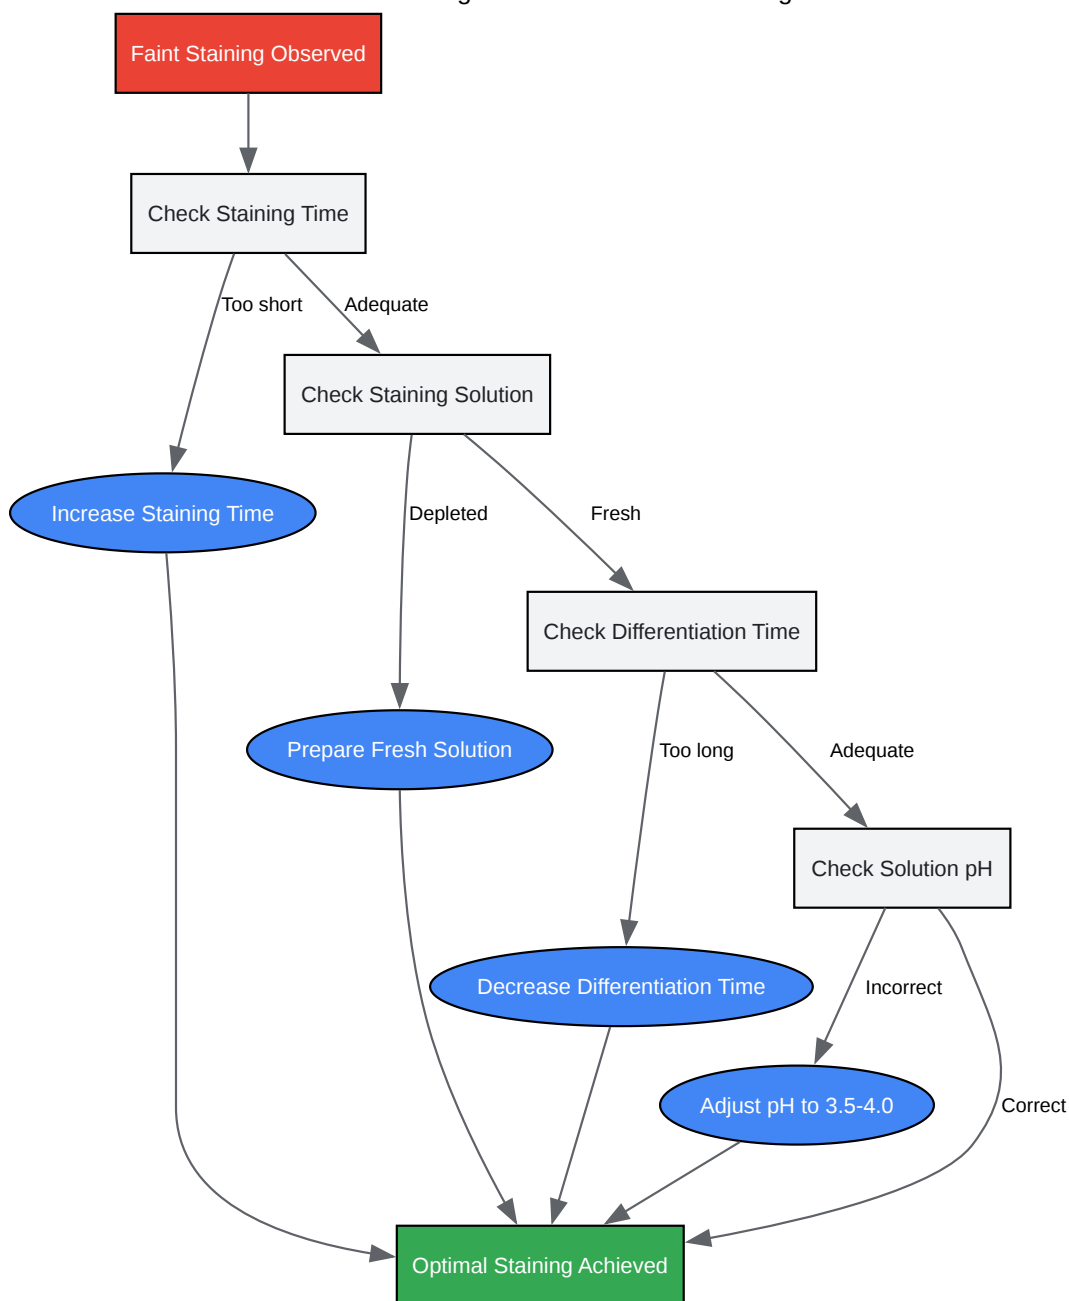 Faint Staining Observed
Check Staining Time
Too short
Adequate
Check Staining Solution
Increase Staining Time
Depleted
Fresh
Check Differentiation Time
Prepare Fresh Solution
Too long
Adequate
Check Solution pH
Decrease Differentiation Time
Incorrect
Adjust pH to 3.5-4.0
Correct
Optimal Staining Achieved